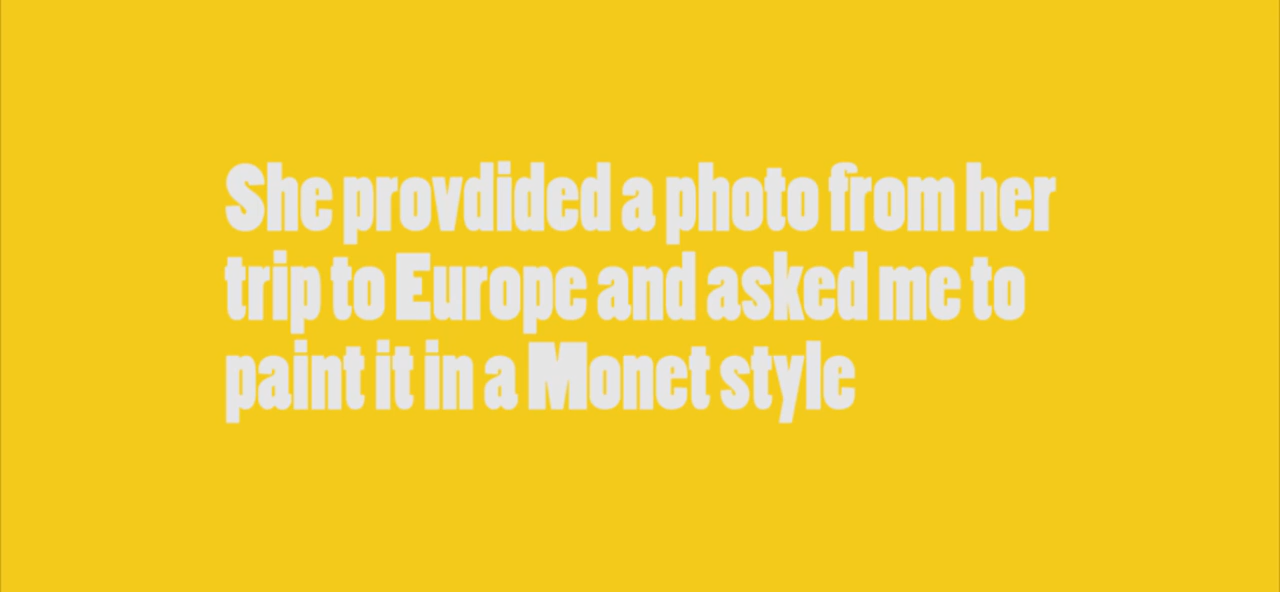 She provdided a photo from her
trip to Europe and asked me to
paint it in a Monet style